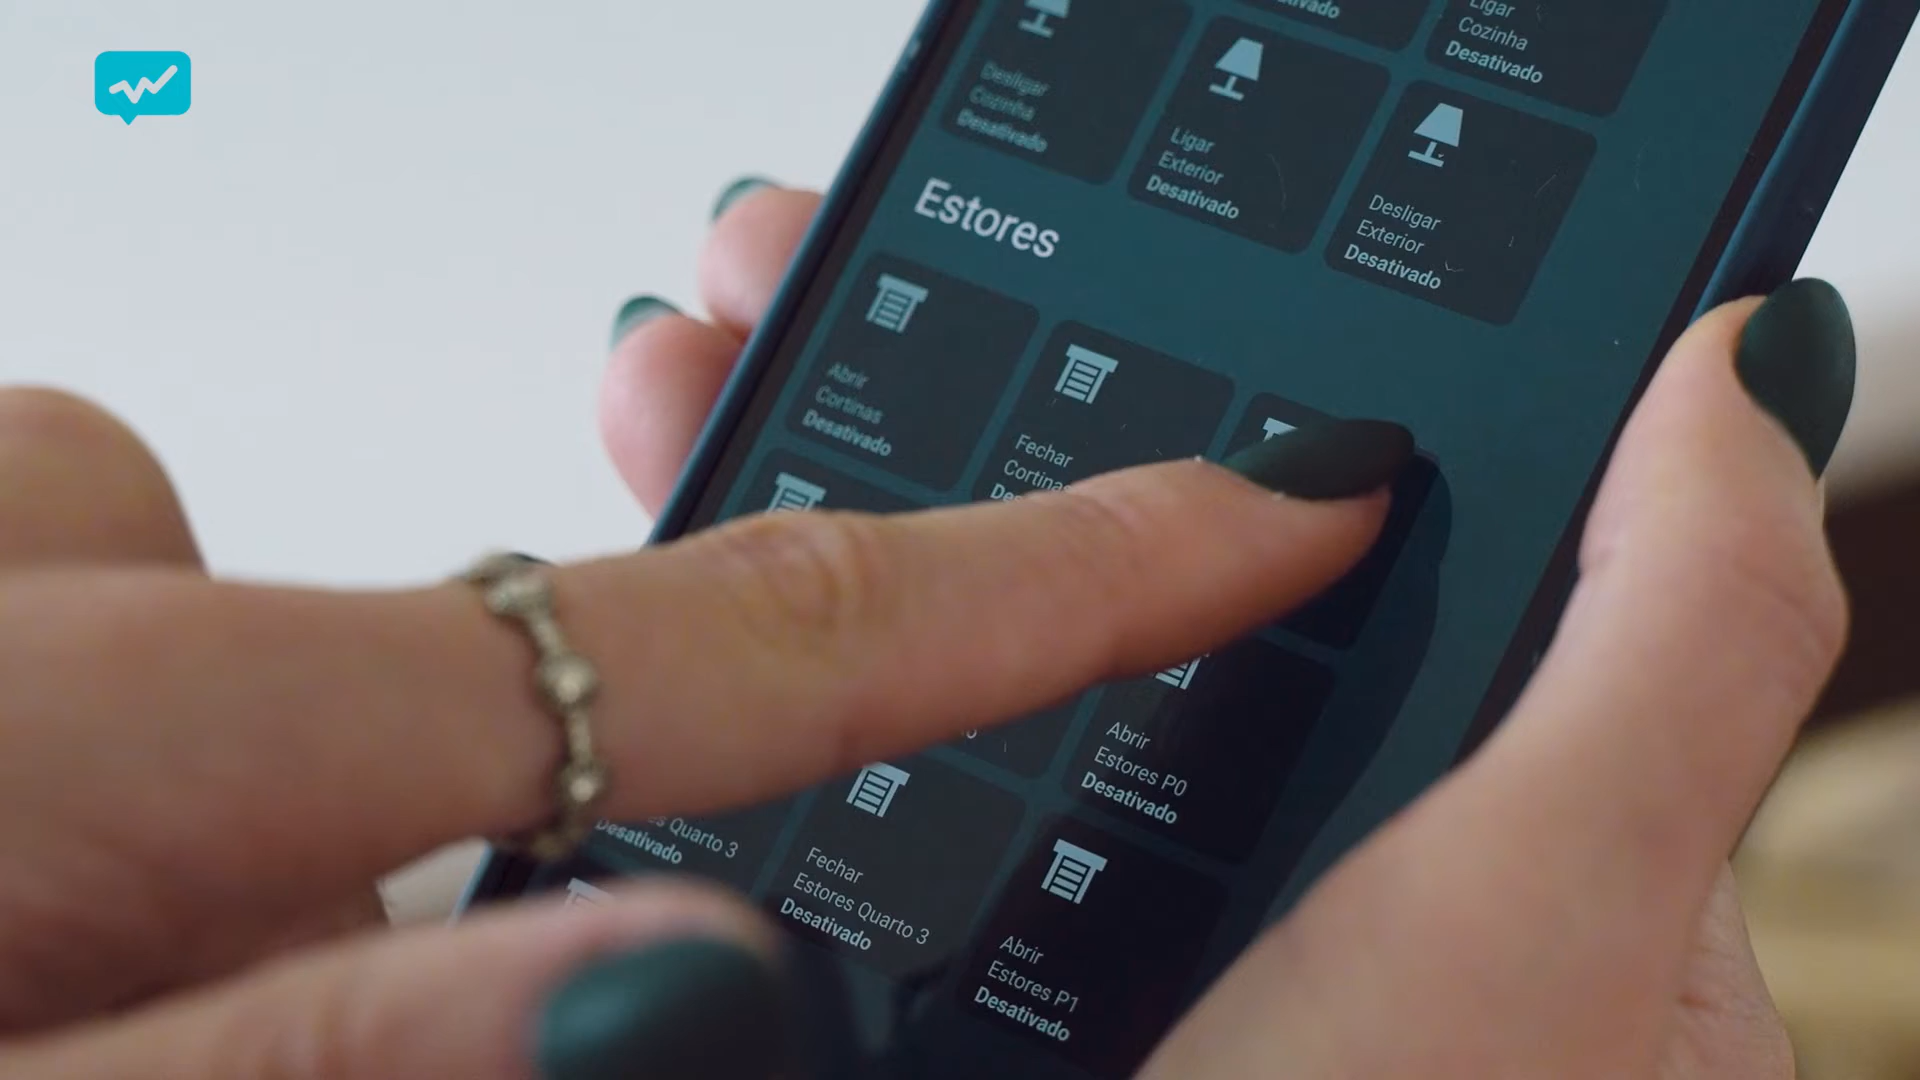 Desativado
Ligar
Cozinha
Desativado
Desligar
Cozinha
Desativado
Ligar
Exterior
Desativado
Desligar
Exterior
Desativado
Estores
Abrir
Cortinas
Desativado
Fechar
Cortinas
Abrir
Estores P0
Desativado
Quarto 3
Desativado
Fechar
Estores Quarto 3
Desativado
Abrir
Estores P1
Desativado